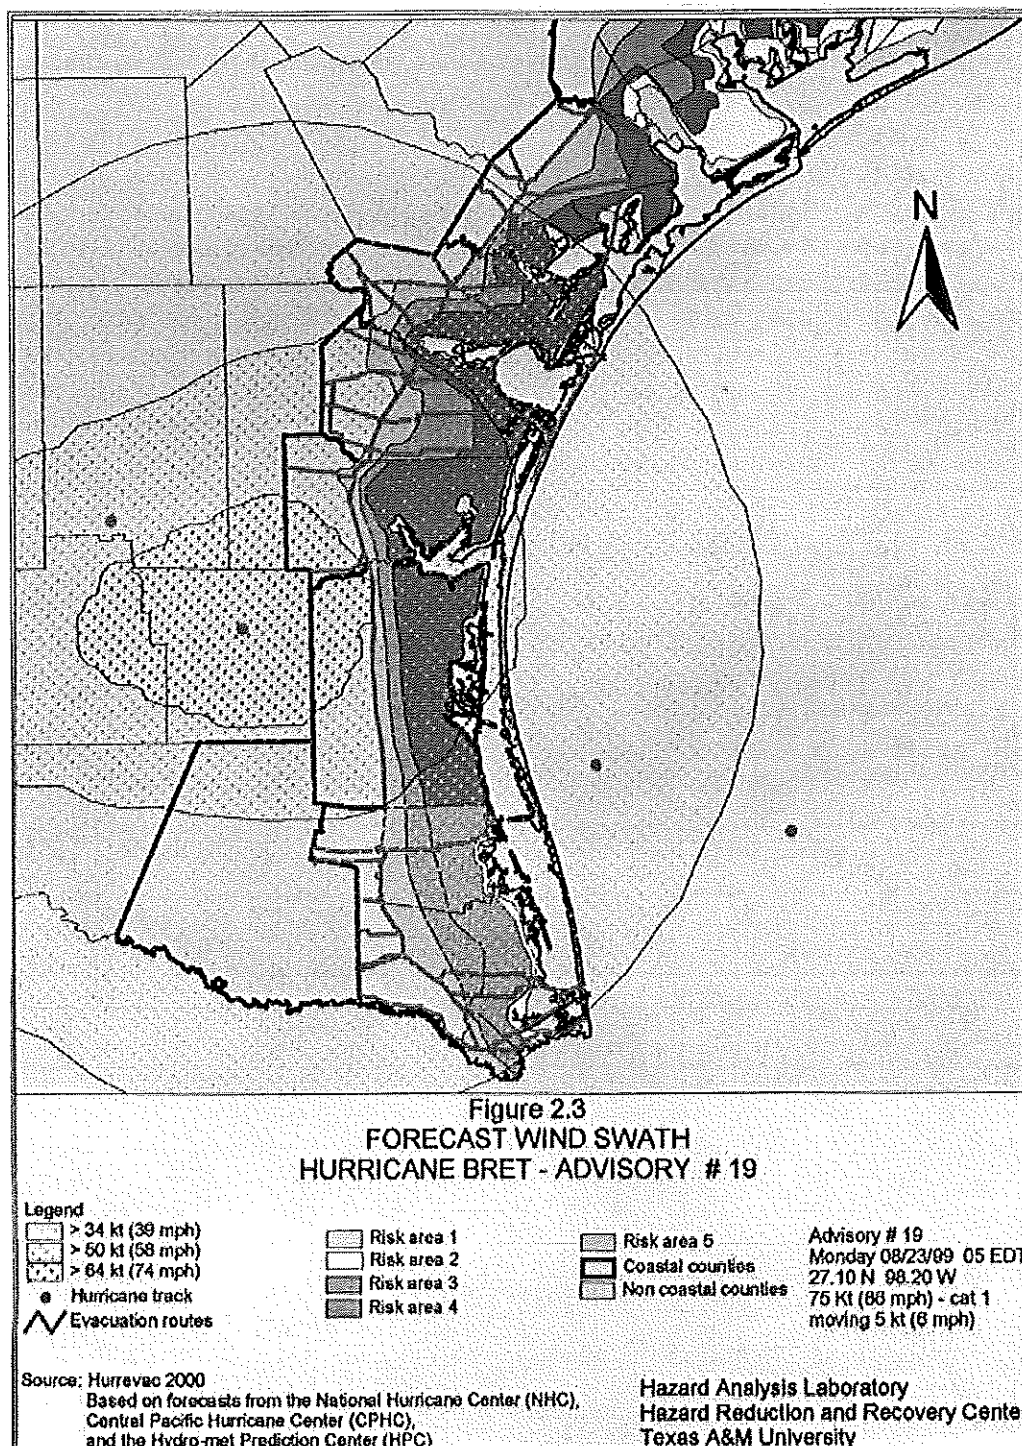 N
Figure 2.3
FORECAST WIND SWATH
HURRICANE BRET - ADVISORY # 19
Legend
> 34 kt (39 mph)
> 50 kt (58 mph)
> 64 kt (74 mph)
Hurricane track
Evacuation routes
Risk area 1
Risk area 2
Risk area 3
Risk area 4
Risk area 5
Coastal counties
Non coastal counties
Advisory # 19
Monday 08/23/99 05 EDT
27.10 N 98.20 W
75 Kt (86 mph) - cat 1
moving 5 kt (6 mph)
Source: Hurrevac 2000
Based on forecasts from the National Hurricane Center (NHC),
Central Pacific Hurricane Center (CPHC),
and the Hydro-met Prediction Center (HPC)
Hazard Analysis Laboratory
Hazard Reduction and Recovery Cente
Texas A&M University